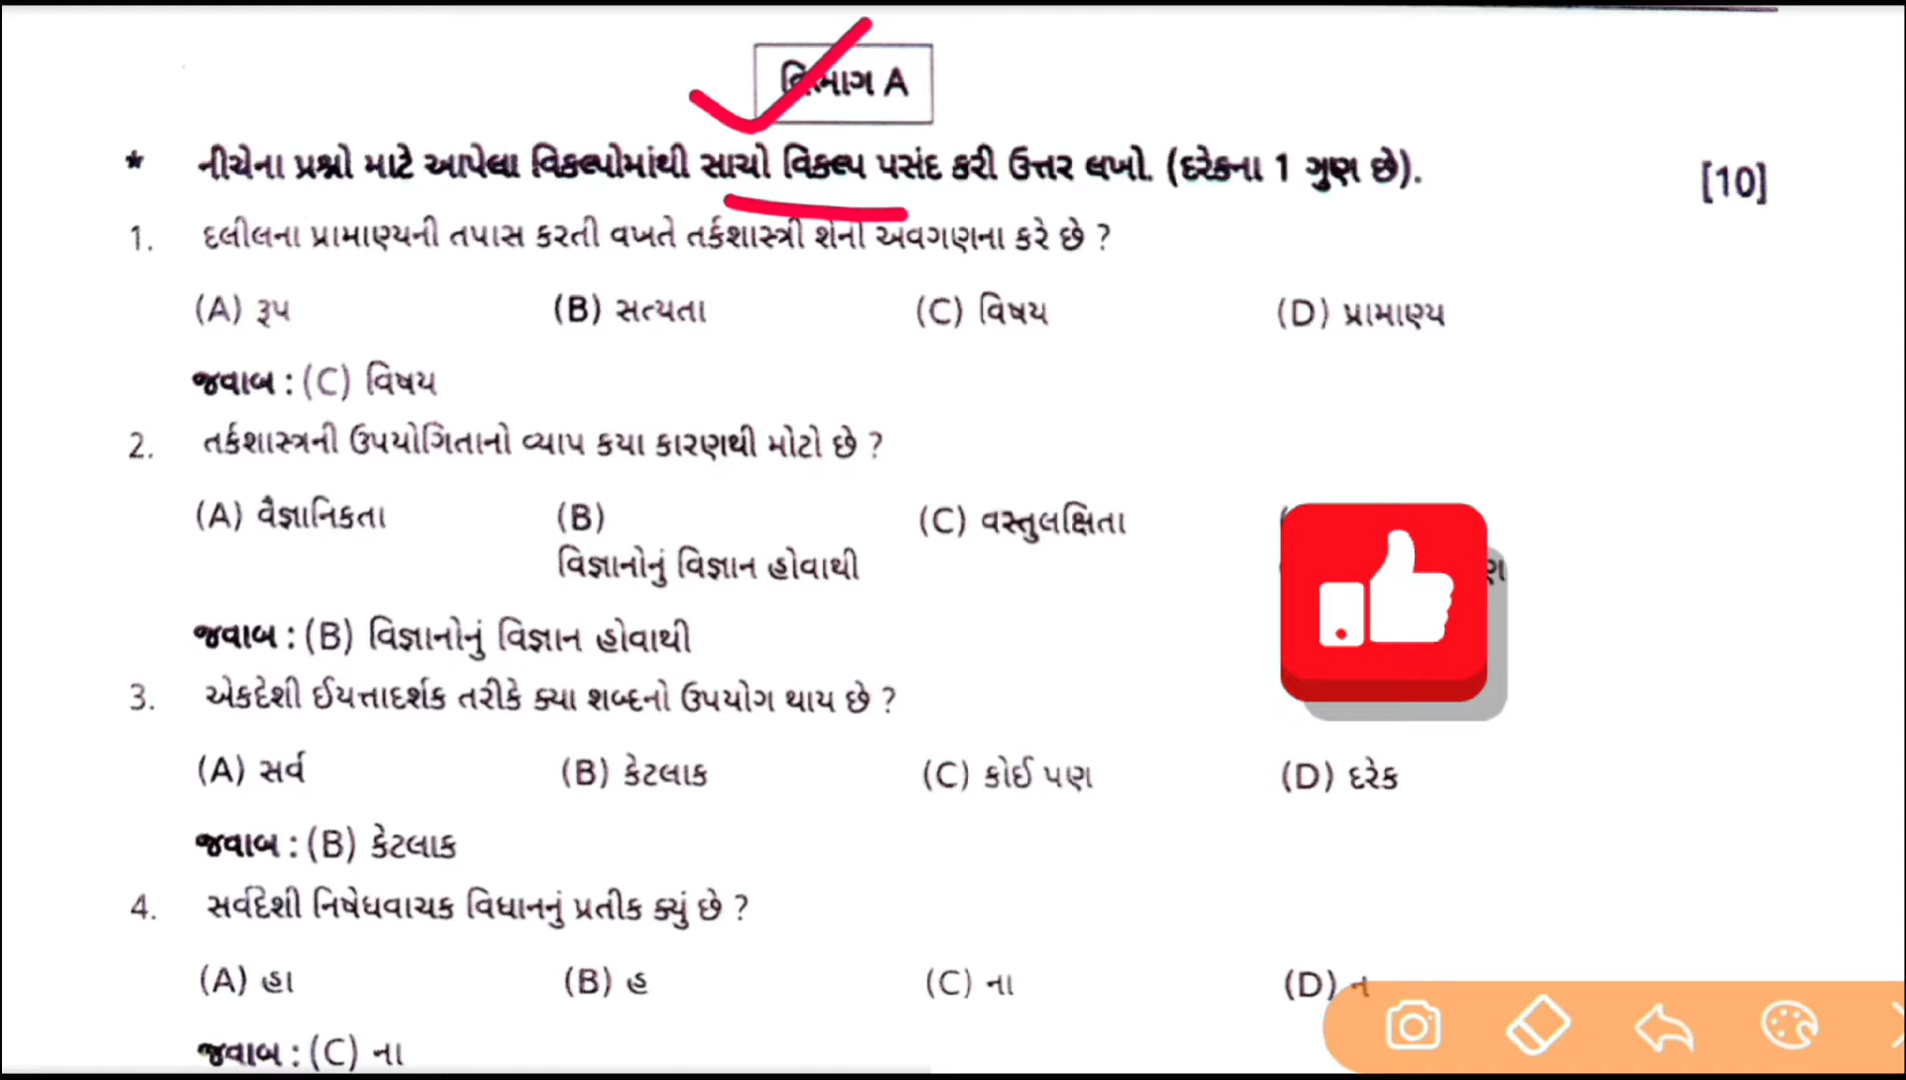 વિભાગ A
* નીચેના પ્રશ્નો માટે આપેલા વિકલ્પોમાંથી સાચો વિકલ્પ પસંદ કરી ઉત્તર લખો. (દરેકના 1 ગુણ છે). [10]
1. દલીલના પ્રામાણ્યની તપાસ કરતી વખતે તર્કશાસ્ત્રી શેની અવગણના કરે છે ?
(A) રૂપ (B) સત્યતા (C) વિષય (D) પ્રામાણ્ય
જવાબ : (C) વિષય
2. તર્કશાસ્ત્રની ઉપયોગિતાનો વ્યાપ કયા કારણથી મોટો છે ?
(A) વૈજ્ઞાનિકતા (B) (C) વસ્તુલક્ષિતા
વિજ્ઞાનોનું વિજ્ઞાન હોવાથી
જવાબ : (B) વિજ્ઞાનોનું વિજ્ઞાન હોવાથી
3. એકદેશી ઈયત્તાદર્શક તરીકે ક્યા શબ્દનો ઉપયોગ થાય છે ?
(A) સર્વ (B) કેટલાક (C) કોઈ પણ (D) દરેક
જવાબ : (B) કેટલાક
4. સર્વદેશી નિષેધવાચક વિધાનનું પ્રતીક ક્યું છે ?
(A) હા (B) હ (C) ના (D) ન
જવાબ : (C) ના